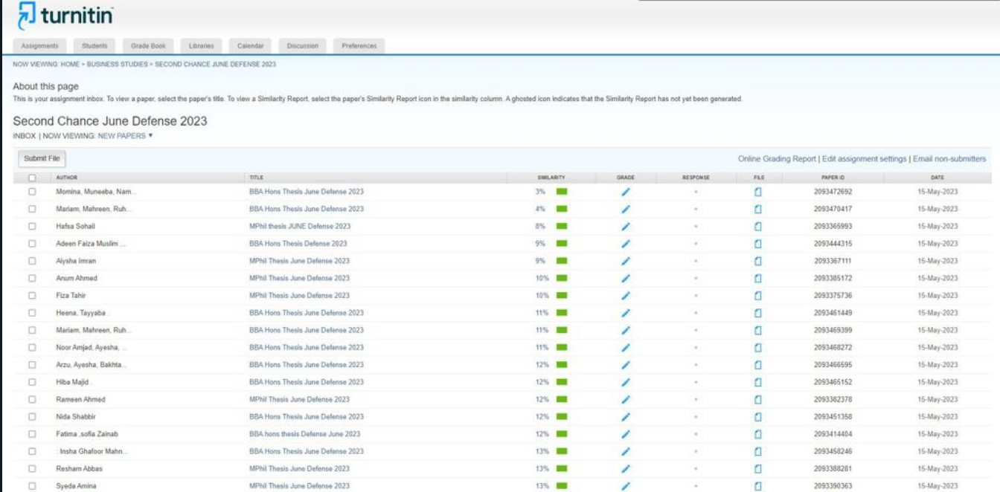 turnitin
Assignments Students Grade Book Libraries Calendar Discussion Preferences
NOW VIEWING: HOME > BUSINESS STUDIES > SECOND CHANCE JUNE DEFENSE 2023
About this page
This is your assignment inbox. To view a paper, select the paper's title. To view a Similarity Report, select the paper's Similarity Report icon in the similarity column. A ghosted icon indicates that the Similarity Report has not yet been generated.
Second Chance June Defense 2023
INBOX | NOW VIEWING: NEW PAPERS ▼
Submit File Online Grading Report | Edit assignment settings | Email non-submitters
AUTHOR TITLE SIMILARITY GRADE RESPONSE FILE PAPER ID DATE
Momina, Muneeba, Nam... BBA Hons Thesis June Defense 2023 3% 2093472692 15-May-2023
Mariam, Mahreen, Ruh... BBA Hons Thesis June Defense 2023 4% 2093470417 15-May-2023
Hafsa Sohail MPhil thesis JUNE Defense 2023 8% 2093365993 15-May-2023
Adeen Faiza Muslim ,... BBA Hons Thesis Defense 2023 9% 2093444315 15-May-2023
Alysha Imran MPhil Thesis June Defense 2023 9% 2093367111 15-May-2023
Anum Ahmed MPhil Thesis June Defense 2023 10% 2093385172 15-May-2023
Fiza Tahir MPhil Thesis June Defense 2023 10% 2093375736 15-May-2023
Heena, Tayyaba BBA Hons Thesis June Defense 2023 11% 2093461449 15-May-2023
Mariam, Mahreen, Ruh... BBA Hons Thesis June Defense 2023 11% 2093469399 15-May-2023
Noor Amjad, Ayesha, ... BBA Hons Thesis June Defense 2023 11% 2093468272 15-May-2023
Arzu, Ayesha, Bakhta... BBA Hons Thesis June Defense 2023 12% 2093466595 15-May-2023
Hiba Majid BBA Hons Thesis June Defense 2023 12% 2093465152 15-May-2023
Rameen Ahmed MPhil Thesis June Defense 2023 12% 2093382378 15-May-2023
Nida Shabbir BBA Hons Thesis June Defense 2023 12% 2093451358 15-May-2023
Fatima ,sofia Zainab BBA hons thesis Defense June 2023 12% 2093414404 15-May-2023
: Insha Ghafoor Mahn... BBA Hons Thesis June Defense 2023 13% 2093458246 15-May-2023
Resham Abbas MPhil Thesis June Defense 2023 13% 2093388281 15-May-2023
Syeda Amina MPhil Thesis June Defense 2023 13% 2093390363 15-May-2023